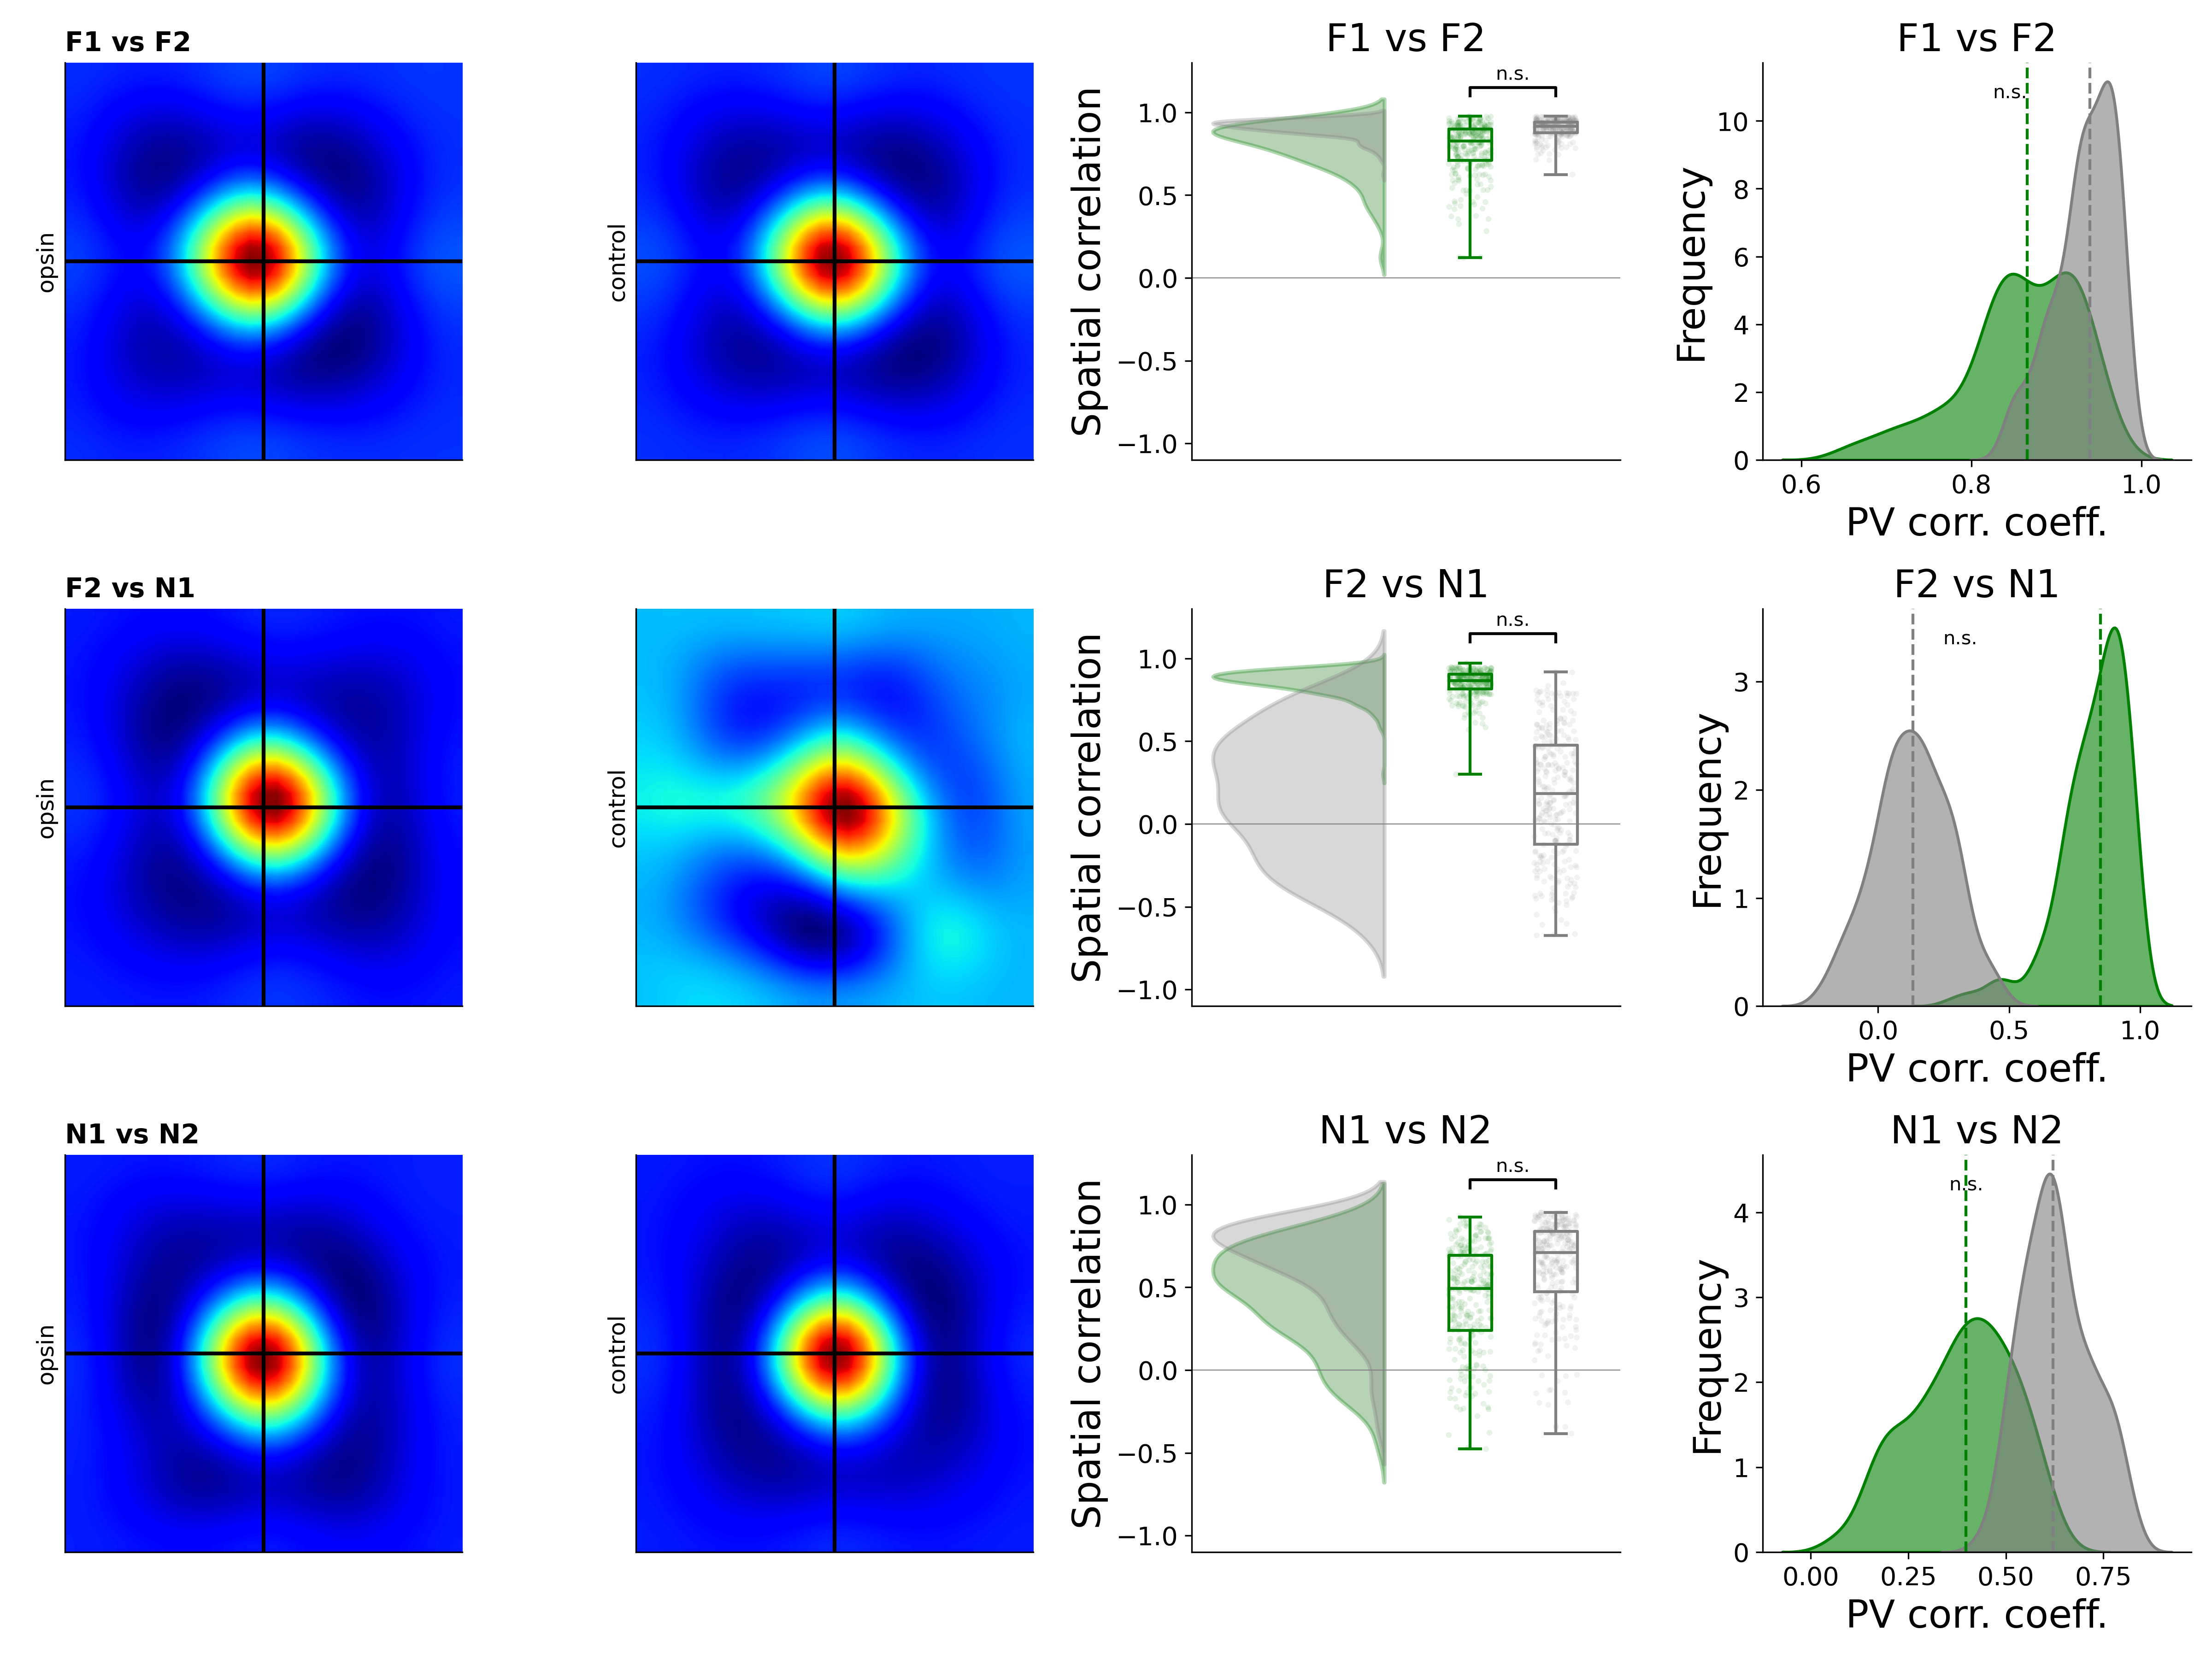 F1 vs F2
opsin
control
F1 vs F2
n.s.
Spatial correlation
1.0
0.5
0.0
−0.5
−1.0
F1 vs F2
n.s.
Frequency
10
8
6
4
2
0
0.6 0.8 1.0
PV corr. coeff.
F2 vs N1
opsin
control
F2 vs N1
n.s.
Spatial correlation
1.0
0.5
0.0
−0.5
−1.0
F2 vs N1
n.s.
Frequency
3
2
1
0
0.0 0.5 1.0
PV corr. coeff.
N1 vs N2
opsin
control
N1 vs N2
n.s.
Spatial correlation
1.0
0.5
0.0
−0.5
−1.0
N1 vs N2
n.s.
Frequency
4
3
2
1
0
0.00 0.25 0.50 0.75
PV corr. coeff.